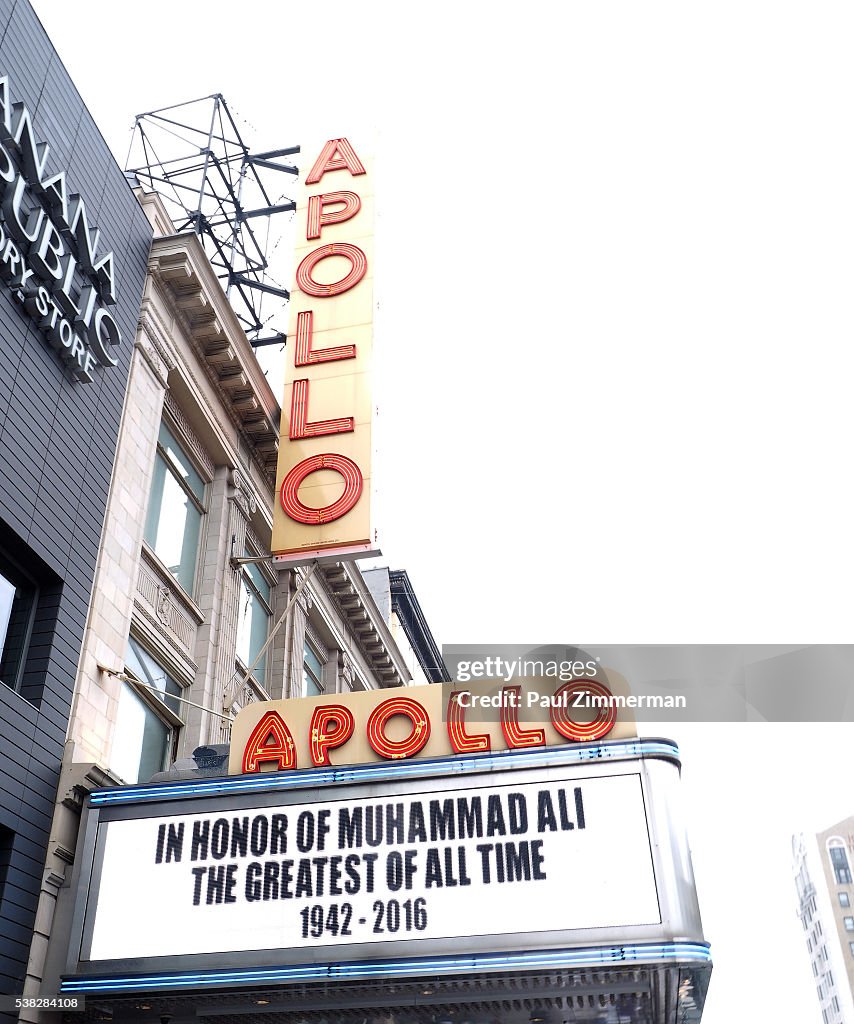 ANANA
PUBLIC
ORY STORE
APOLLO
gettyimages®
Paul Zimmerman
APOLLO
IN HONOR OF MUHAMMAD ALI
THE GREATEST OF ALL TIME
1942 - 2016
538284108